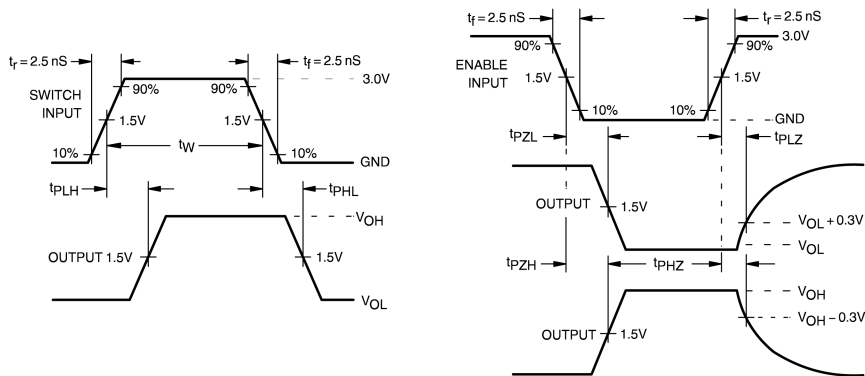 tr = 2.5 nS
tf = 2.5 nS
SWITCH
INPUT
90%
90%
3.0V
1.5V
1.5V
10%
tW
10%
GND
tPLH
tPHL
VOH
OUTPUT 1.5V
1.5V
VOL
tf = 2.5 nS
tr = 2.5 nS
3.0V
90%
90%
ENABLE
INPUT
1.5V
1.5V
10%
10%
GND
tPZL
tPLZ
OUTPUT
1.5V
VOL + 0.3V
VOL
tPZH
tPHZ
VOH
VOH – 0.3V
OUTPUT
1.5V